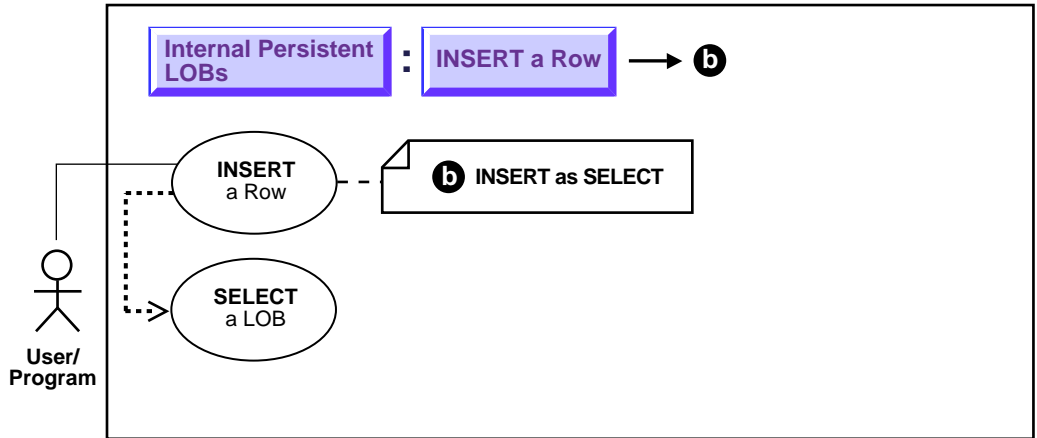 Internal Persistent
LOBs
:
INSERT a Row
b
INSERT
a Row
b INSERT as SELECT
SELECT
a LOB
User/
Program